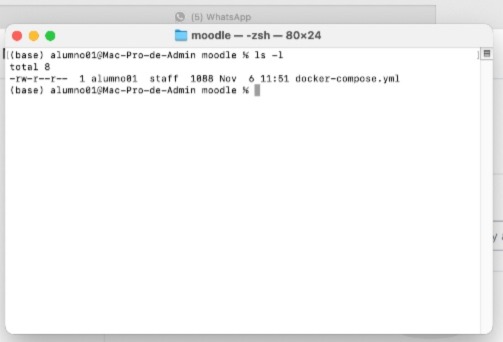 (5) WhatsApp
moodle — -zsh — 80×24
(base) alumno01@Mac-Pro-de-Admin moodle % ls -l
total 8
-rw-r--r-- 1 alumno01 staff 1088 Nov 6 11:51 docker-compose.yml
(base) alumno01@Mac-Pro-de-Admin moodle %